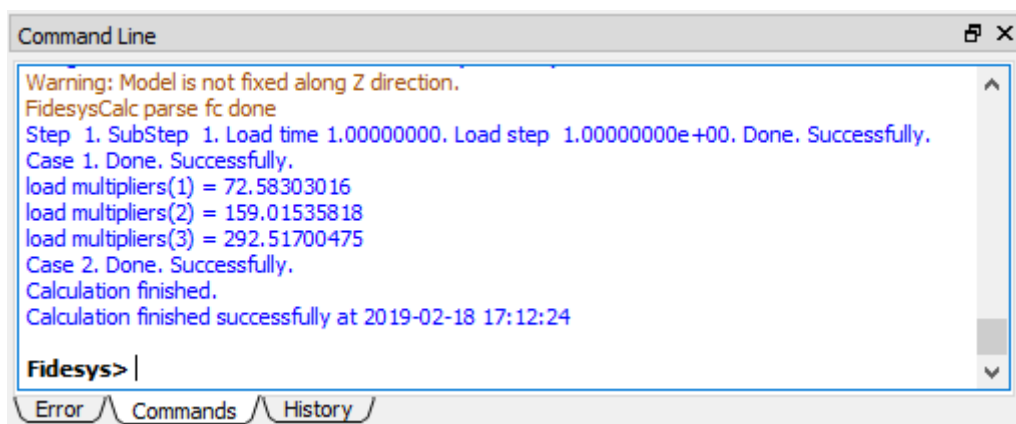 Command Line
Warning: Model is not fixed along Z direction.
FidesysCalc parse fc done
Step 1. SubStep 1. Load time 1.00000000. Load step 1.00000000e+00. Done. Successfully.
Case 1. Done. Successfully.
load multipliers(1) = 72.58303016
load multipliers(2) = 159.01535818
load multipliers(3) = 292.51700475
Case 2. Done. Successfully.
Calculation finished.
Calculation finished successfully at 2019-02-18 17:12:24
Fidesys>
Error Commands History